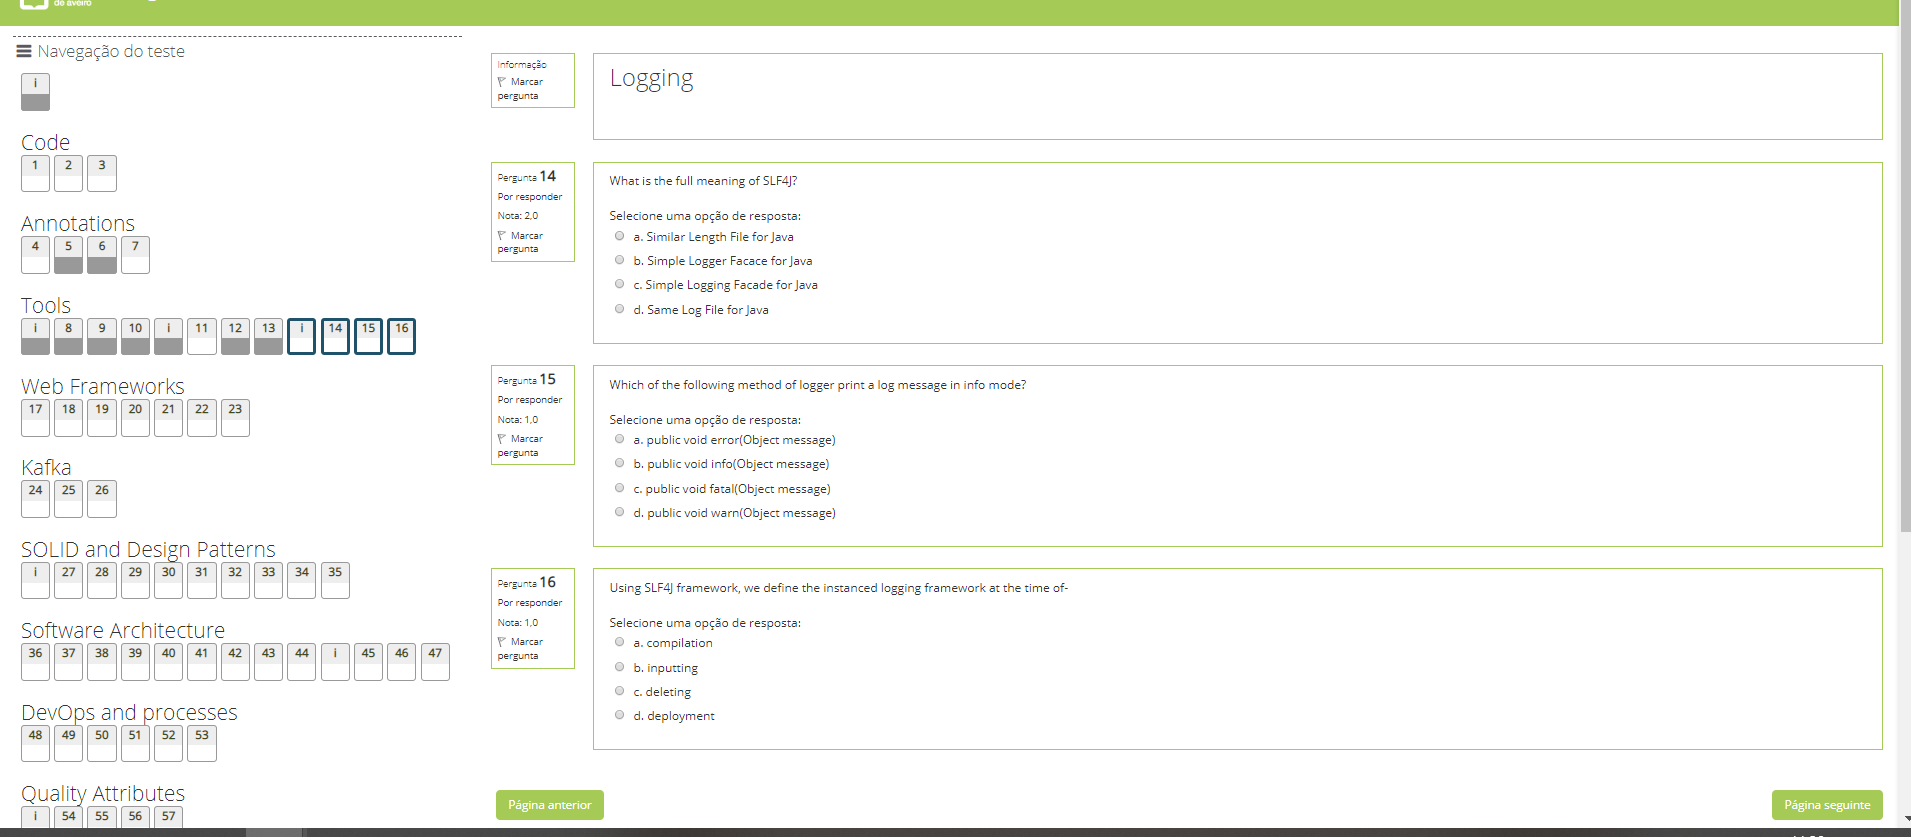 de aveiro
Navegação do teste
i
Code
1 2 3
Annotations
4 5 6 7
Tools
i 8 9 10 i 11 12 13 i 14 15 16
Web Frameworks
17 18 19 20 21 22 23
Kafka
24 25 26
SOLID and Design Patterns
i 27 28 29 30 31 32 33 34 35
Software Architecture
36 37 38 39 40 41 42 43 44 i 45 46 47
DevOps and processes
48 49 50 51 52 53
Quality Attributes
i 54 55 56 57
Informação
Marcar
pergunta
Logging
Pergunta 14
Por responder
Nota: 2,0
Marcar
pergunta
What is the full meaning of SLF4J?
Selecione uma opção de resposta:
a. Similar Length File for Java
b. Simple Logger Facace for Java
c. Simple Logging Facade for Java
d. Same Log File for Java
Pergunta 15
Por responder
Nota: 1,0
Marcar
pergunta
Which of the following method of logger print a log message in info mode?
Selecione uma opção de resposta:
a. public void error(Object message)
b. public void info(Object message)
c. public void fatal(Object message)
d. public void warn(Object message)
Pergunta 16
Por responder
Nota: 1,0
Marcar
pergunta
Using SLF4J framework, we define the instanced logging framework at the time of-
Selecione uma opção de resposta:
a. compilation
b. inputting
c. deleting
d. deployment
Página anterior
Página seguinte